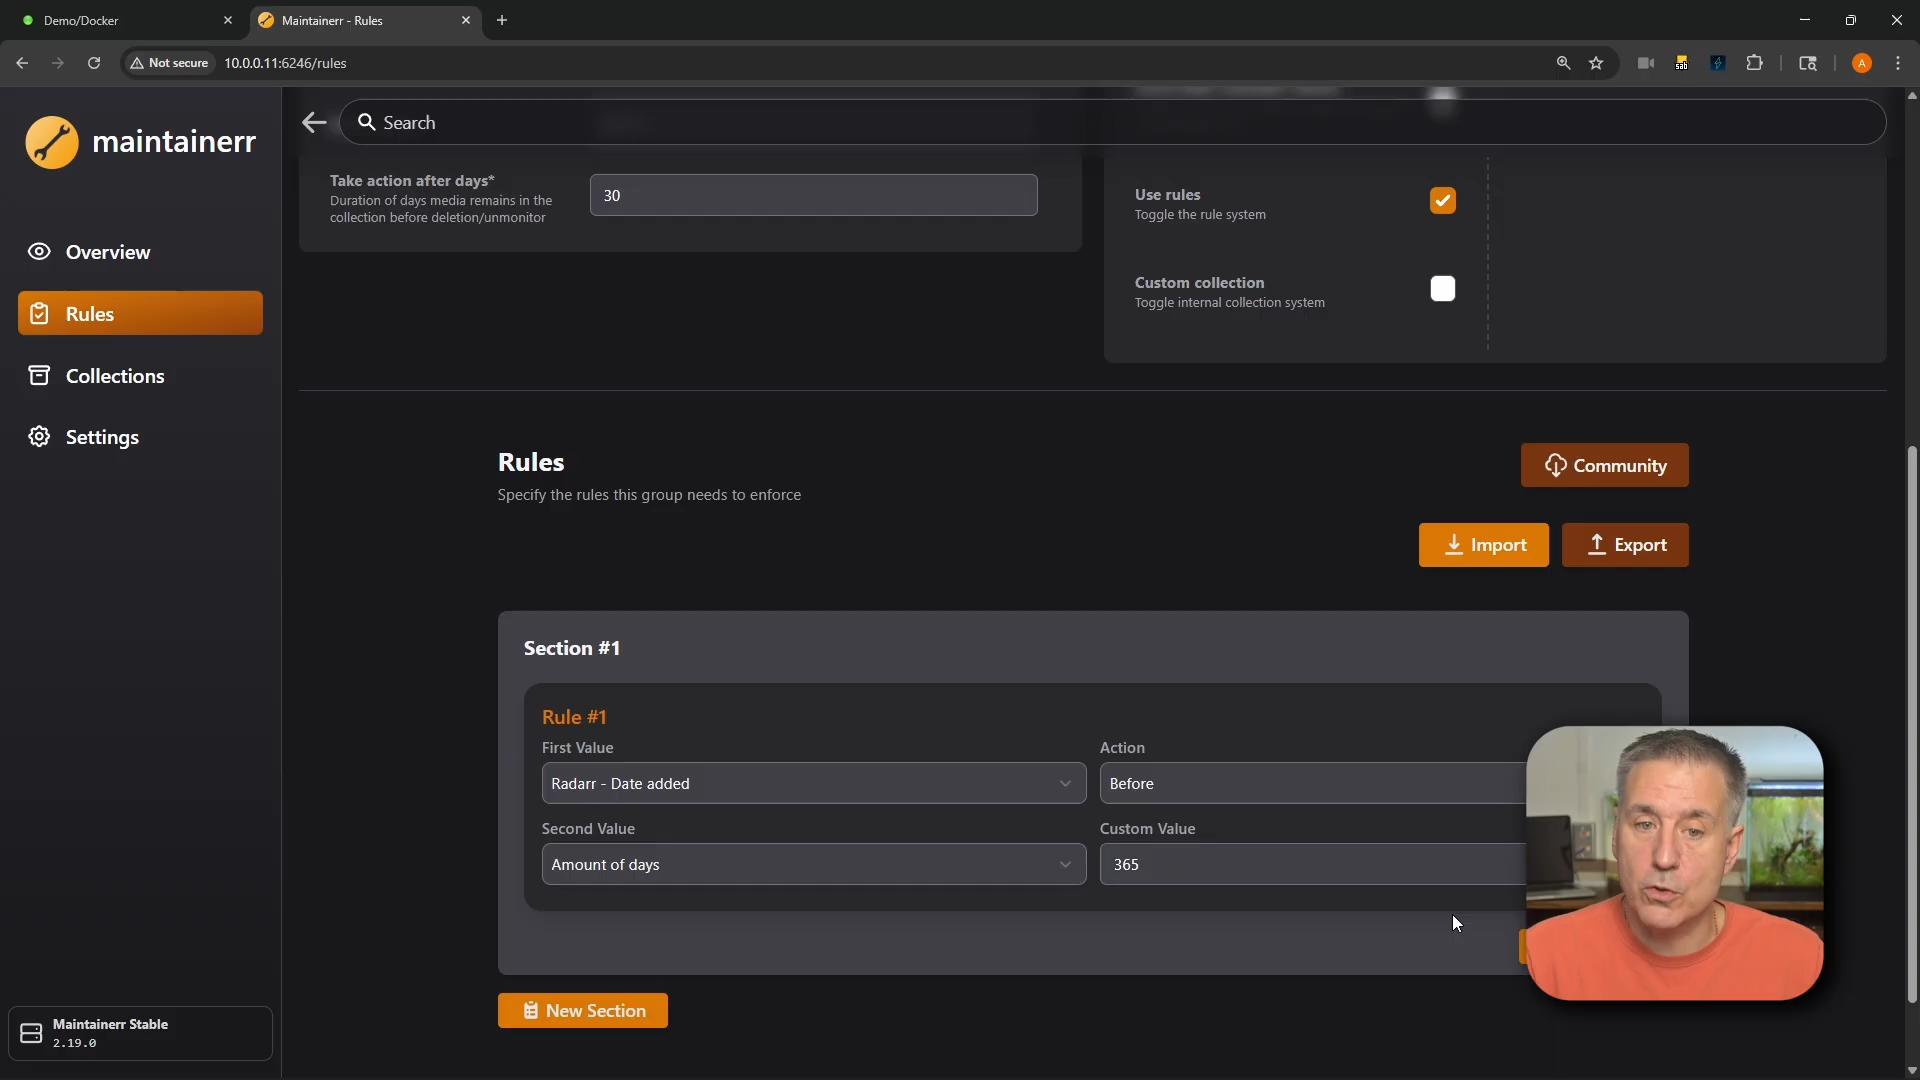 Demo/Docker
Maintainerr - Rules
Not secure
10.0.0.11:6246/rules
sab
A
maintainerr
Search
Overview
Rules
Collections
Settings
Take action after days*
Duration of days media remains in the
collection before deletion/unmonitor
30
Use rules
Toggle the rule system
Custom collection
Toggle internal collection system
Rules
Specify the rules this group needs to enforce
Community
Import
Export
Section #1
Rule #1
First Value
Action
Radarr - Date added
Before
Second Value
Custom Value
Amount of days
365
New Section
Maintainerr Stable
2.19.0